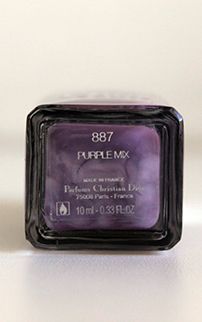 887
PURPLE MIX
MADE IN FRANCE
Parfums Christian Dior
75008 Paris - France
10 ml - 0.33 FL.OZ